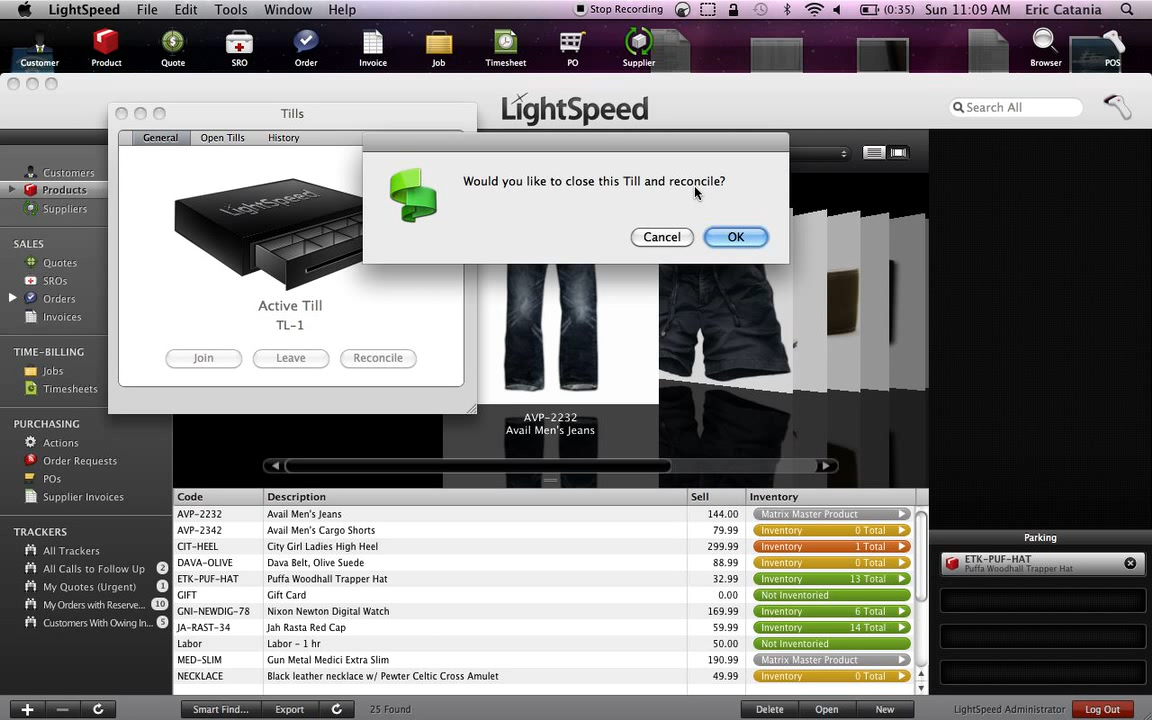 LightSpeed File Edit Tools Window Help Stop Recording (0:35) Sun 11:09 AM Eric Catania
Customer Product Quote SRO Order Invoice Job Timesheet PO Supplier Browser POS
LIGHTSPEED
Search All
Tills
General Open Tills History
LightSpeed
Active Till
TL-1
Join Leave Reconcile
Would you like to close this Till and reconcile?
Cancel OK
Customers
Products
Suppliers
SALES
Quotes
SROs
Orders
Invoices
TIME-BILLING
Jobs
Timesheets
PURCHASING
Actions
Order Requests
POs
Supplier Invoices
TRACKERS
All Trackers
All Calls to Follow Up 2
My Quotes (Urgent) 1
My Orders with Reserve... 10
Customers With Owing In... 5
AVP-2232
Avail Men's Jeans
Code Description Sell Inventory
AVP-2232 Avail Men's Jeans 144.00 Matrix Master Product
AVP-2342 Avail Men's Cargo Shorts 79.99 Inventory 0 Total
CIT-HEEL City Girl Ladies High Heel 299.99 Inventory 1 Total
DAVA-OLIVE Dava Belt, Olive Suede 88.99 Inventory 0 Total
ETK-PUF-HAT Puffa Woodhall Trapper Hat 32.99 Inventory 13 Total
GIFT Gift Card 0.00 Not Inventoried
GNI-NEWDIG-78 Nixon Newton Digital Watch 169.99 Inventory 6 Total
JA-RAST-34 Jah Rasta Red Cap 59.99 Inventory 14 Total
Labor Labor - 1 hr 50.00 Not Inventoried
MED-SLIM Gun Metal Medici Extra Slim 190.99 Matrix Master Product
NECKLACE Black leather necklace w/ Pewter Celtic Cross Amulet 49.99 Inventory 0 Total
Parking
ETK-PUF-HAT
Puffa Woodhall Trapper Hat
Smart Find... Export 25 Found Delete Open New LightSpeed Administrator Log Out